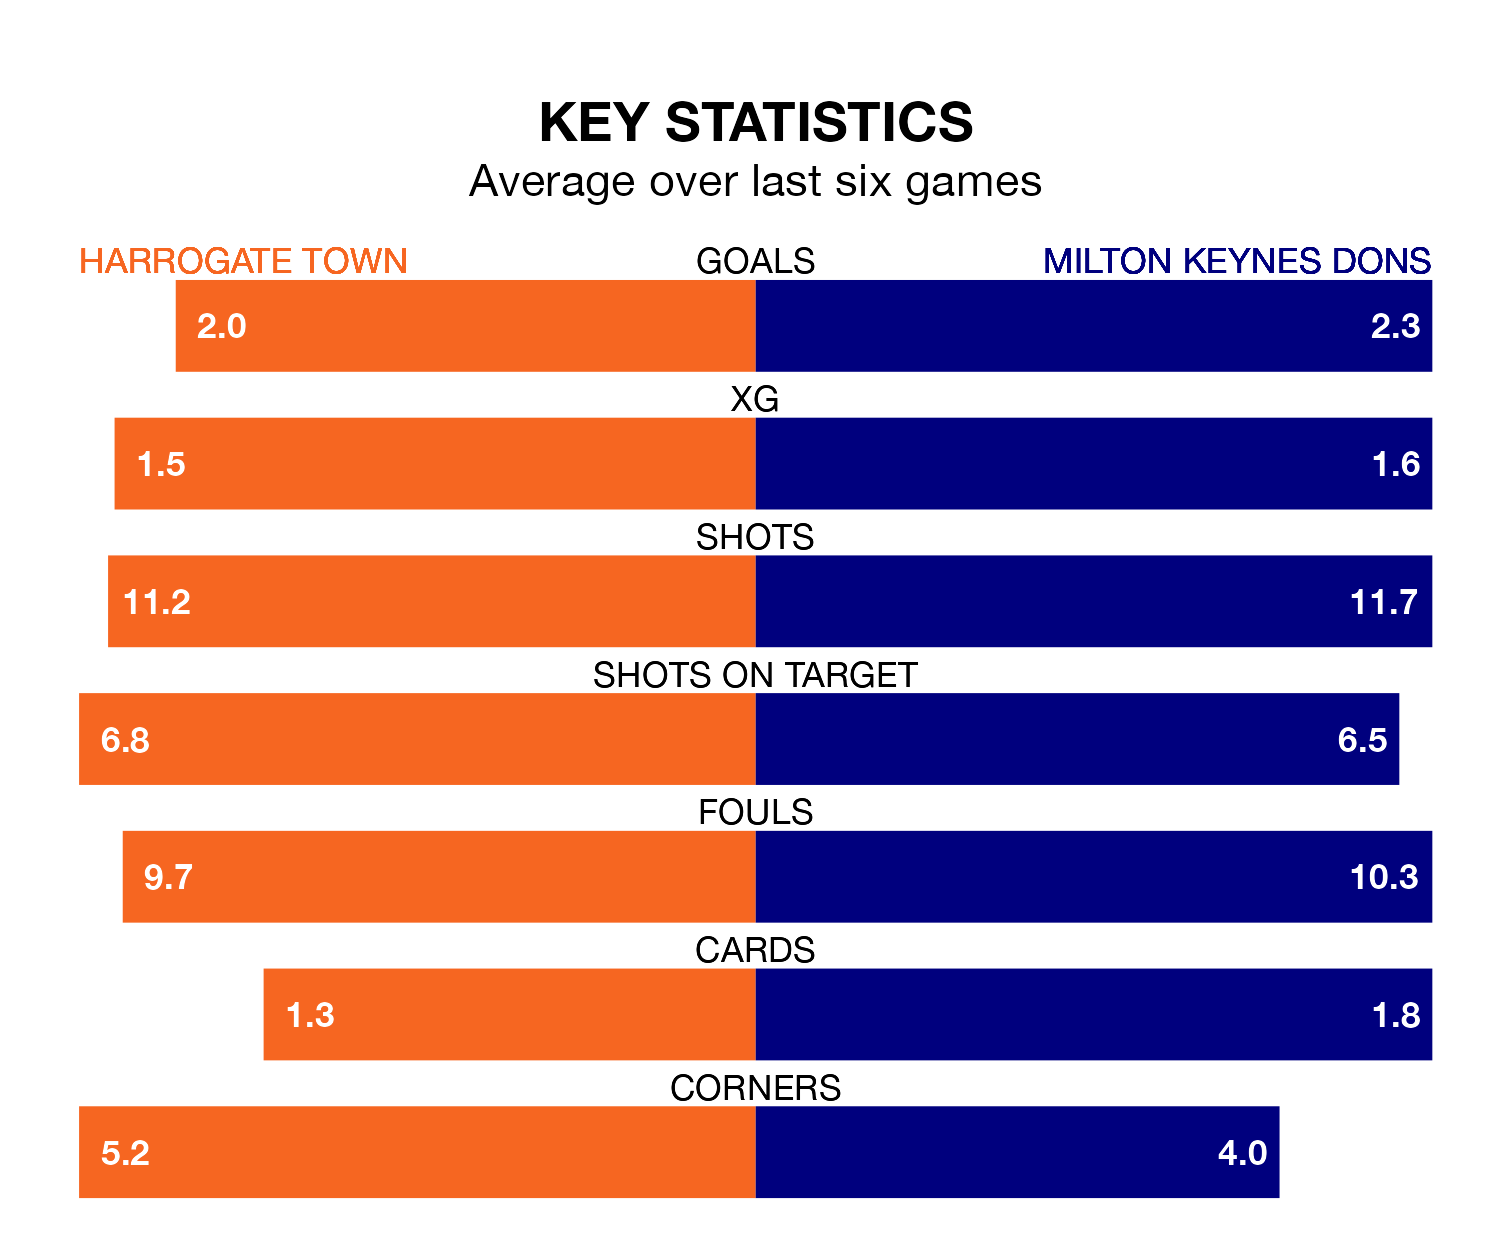 KEY STATISTICS
Average over last six games
HARROGATE TOWN GOALS MILTON KEYNES DONS
2.0 2.3
XG
1.5 1.6
SHOTS
11.2 11.7
SHOTS ON TARGET
6.8 6.5
FOULS
9.7 10.3
CARDS
1.3 1.8
CORNERS
5.2 4.0